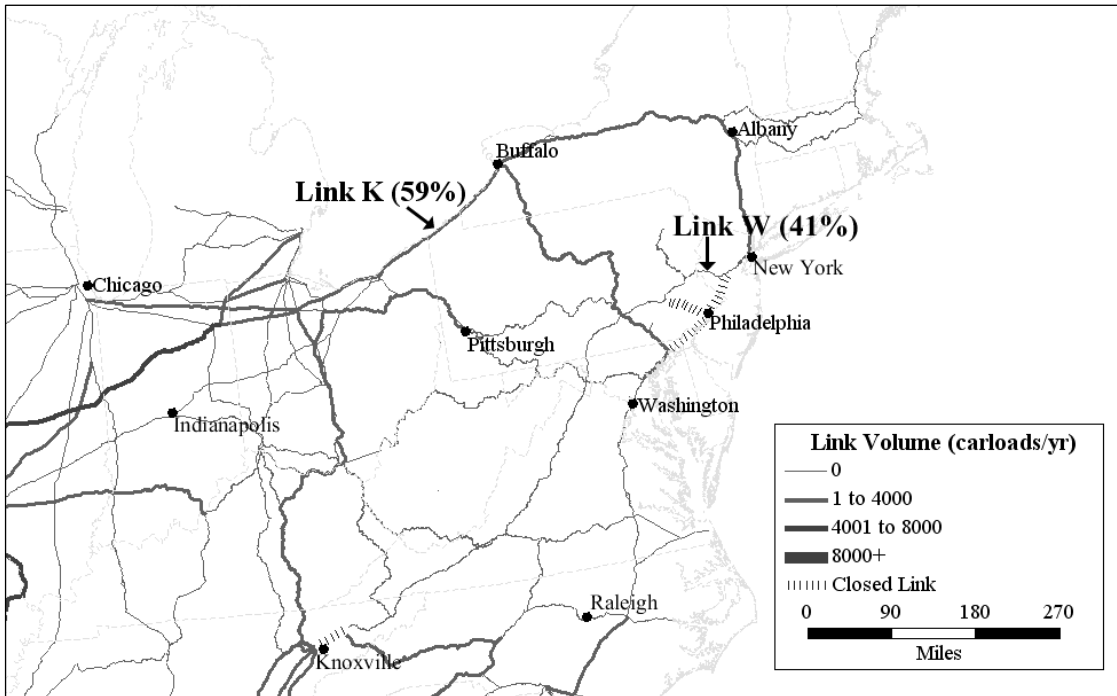 Albany
Buffalo
Link K (59%)
Link W (41%)
New York
Chicago
Philadelphia
Pittsburgh
Washington
Indianapolis
Link Volume (carloads/yr)
0
1 to 4000
4001 to 8000
8000+
Closed Link
0 90 180 270
Miles
Raleigh
Knoxville